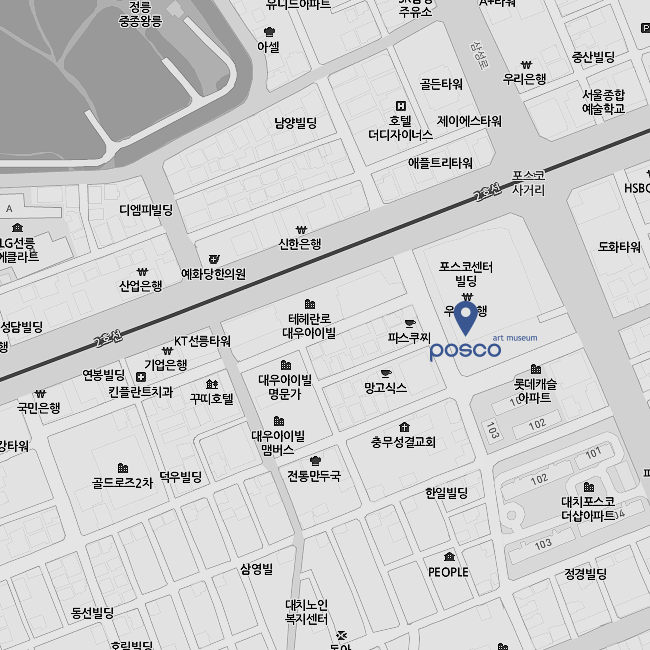 정릉
중종왕릉
유니드아파트
주유소
A+타워
아셀
삼성로
골든타워
우리은행
중산빌딩
P
서울종합
예술학교
남양빌딩
호텔
더디자이너스
제이에스타워
애플트리타워
포스코
사거리
2호선
HSBC
A
디엠피빌딩
LG선릉
에클라트
신한은행
도화타워
예화당한의원
산업은행
포스코센터
빌딩
성담빌딩
테헤란로
대우아이빌
파스쿠찌
art museum
posco
2호선
KT선릉타워
기업은행
연봉빌딩
킨플란트치과
대우아이빌
명문가
망고식스
롯데캐슬
아파트
국민은행
꾸띠호텔
102
103
대우아이빌
맴버스
충무성결교회
강타워
골드로즈2차
덕우빌딩
전통만두국
101
102
한일빌딩
대치포스코
더샵아파트
103
삼영빌
PEOPLE
정경빌딩
동선빌딩
대치노인
복지센터
호림빌딩
동아